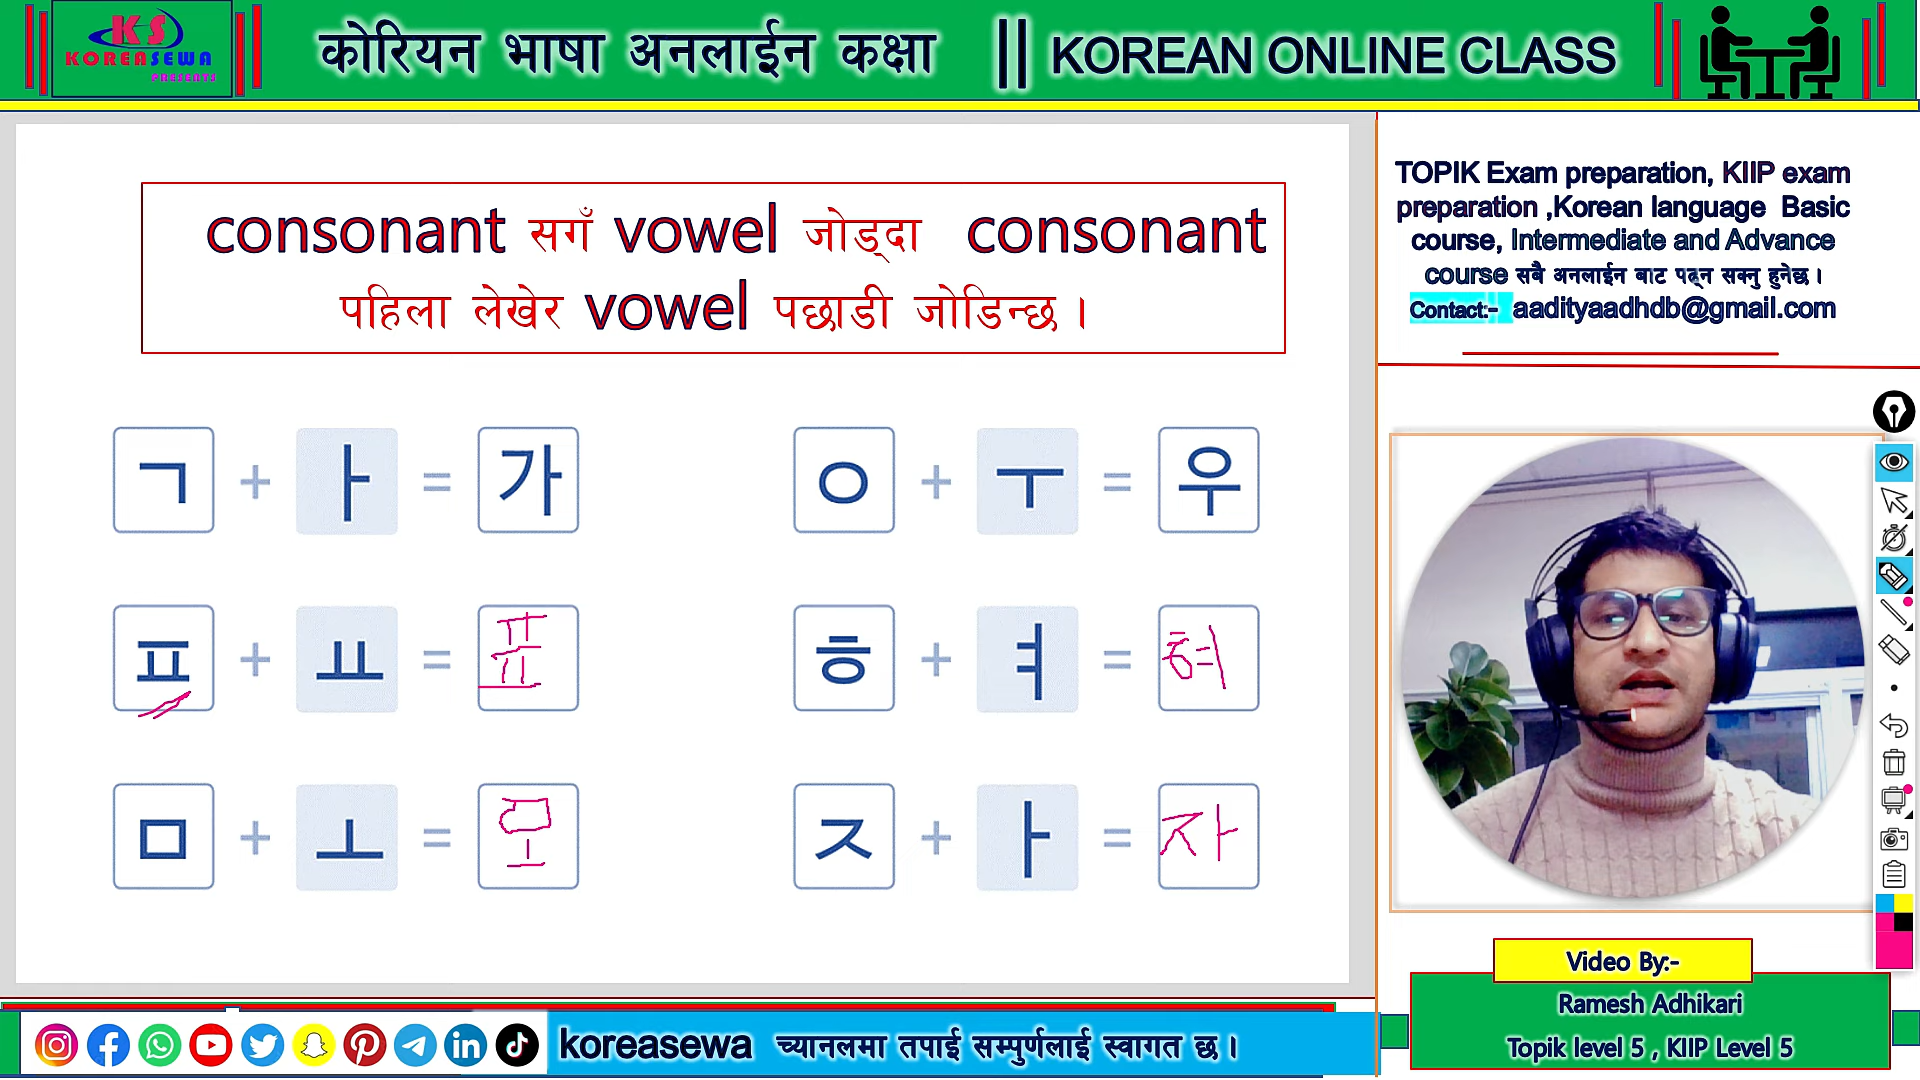 KS
KOREASEWA
PRESENTS
कोरियन भाषा अनलाईन कक्षा || KOREAN ONLINE CLASS
consonant सगँ vowel जोड्दा consonant
पहिला लेखेर vowel पछाडी जोडिन्छ ।
ㄱ + ㅏ = 가
ㅇ + ㅜ = 우
ㅍ + ㅛ = 표
ㅎ + ㅕ = 혀
ㅁ + ㅗ = 모
ㅈ + ㅏ = 자
TOPIK Exam preparation, KIIP exam
preparation ,Korean language Basic
course, Intermediate and Advance
course सबै अनलाईन बाट पढ्न सक्नु हुनेछ ।
Contact:- aadityaadhdb@gmail.com
Video By:-
Ramesh Adhikari
Topik level 5 , KIIP Level 5
koreasewa च्यानलमा तपाई सम्पुर्णलाई स्वागत छ ।